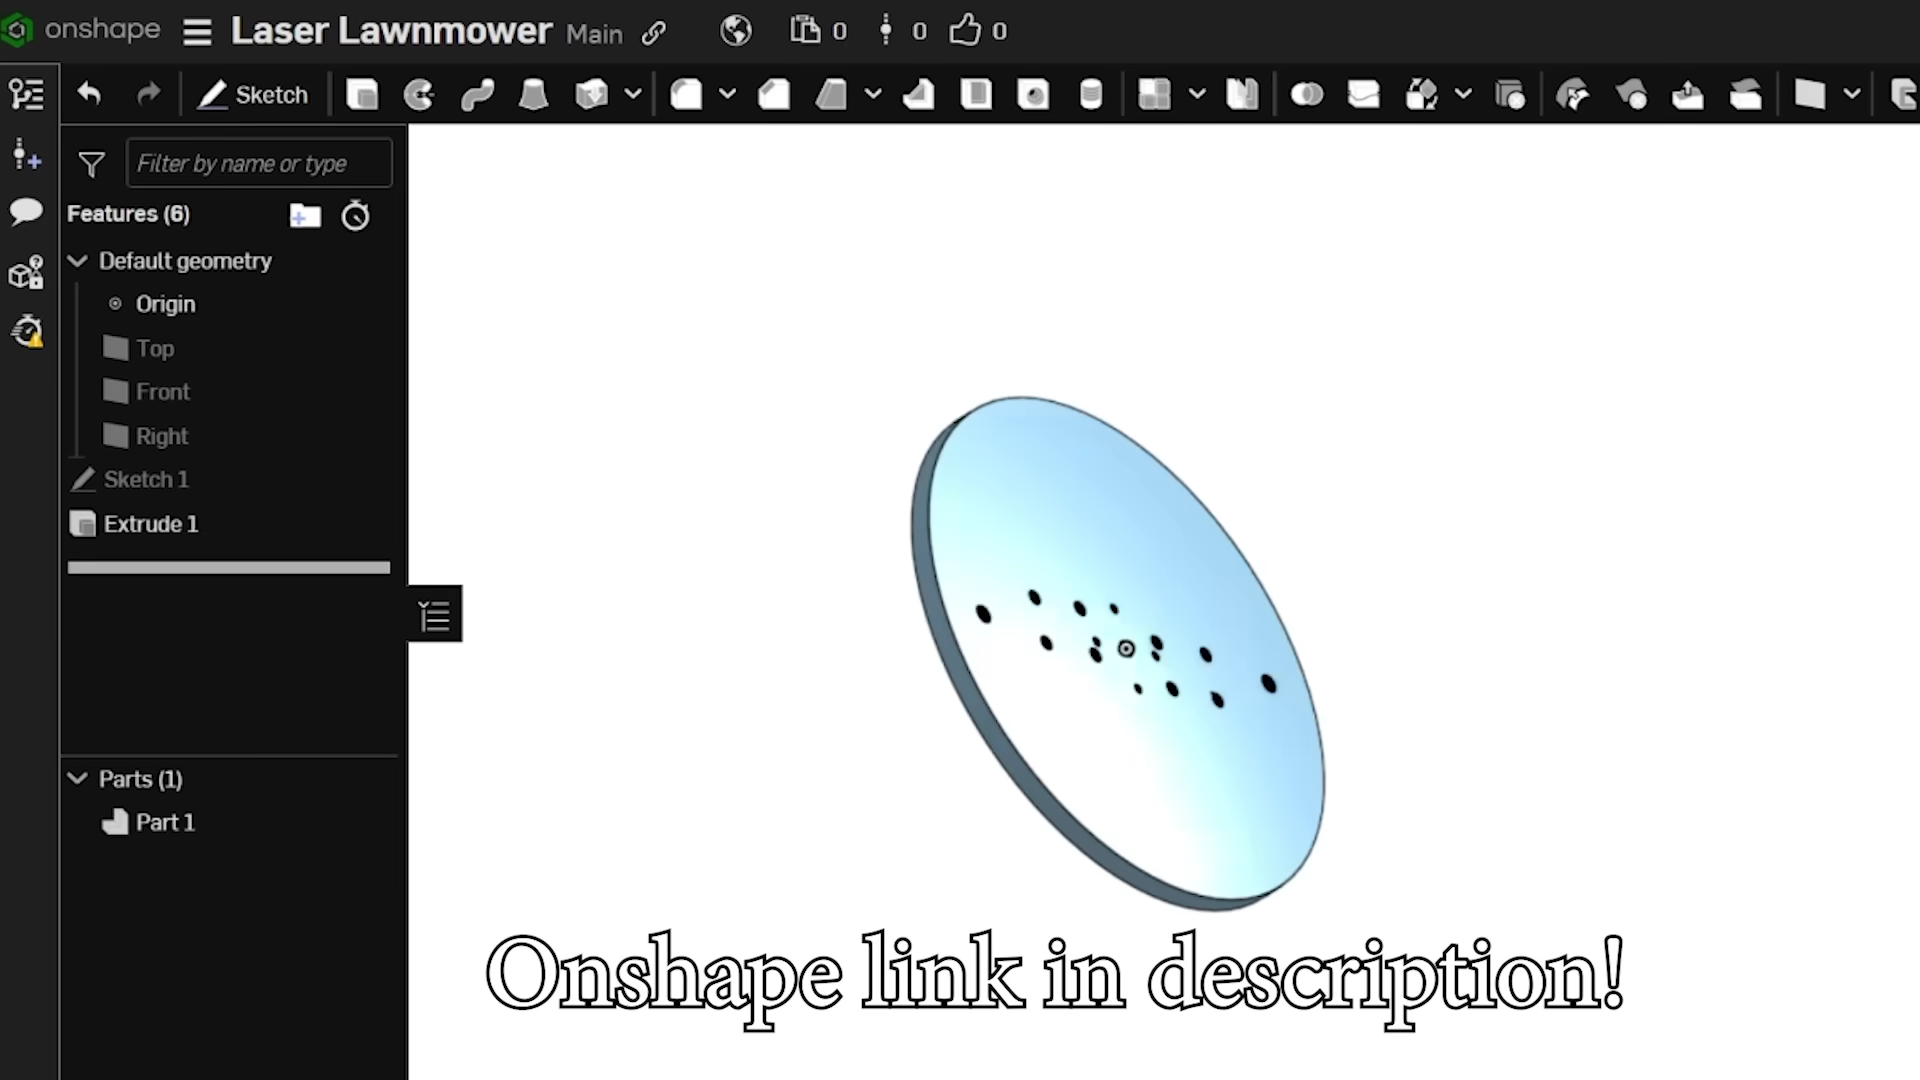 onshape Laser Lawnmower Main 0 0 0
Sketch
Filter by name or type
Features (6)
Default geometry
Origin
Top
Front
Right
Sketch 1
Extrude 1
Parts (1)
Part 1
Onshape link in description!